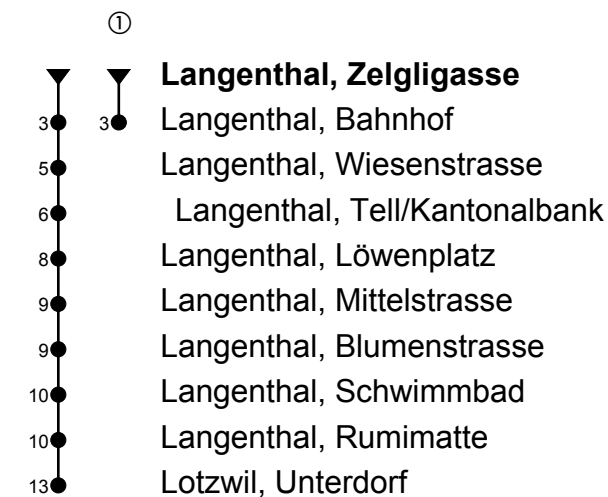 ①
Langenthal, Zelgligasse
3 3 Langenthal, Bahnhof
5 Langenthal, Wiesenstrasse
6 Langenthal, Tell/Kantonalbank
8 Langenthal, Löwenplatz
9 Langenthal, Mittelstrasse
9 Langenthal, Blumenstrasse
10 Langenthal, Schwimmbad
10 Langenthal, Rumimatte
13 Lotzwil, Unterdorf